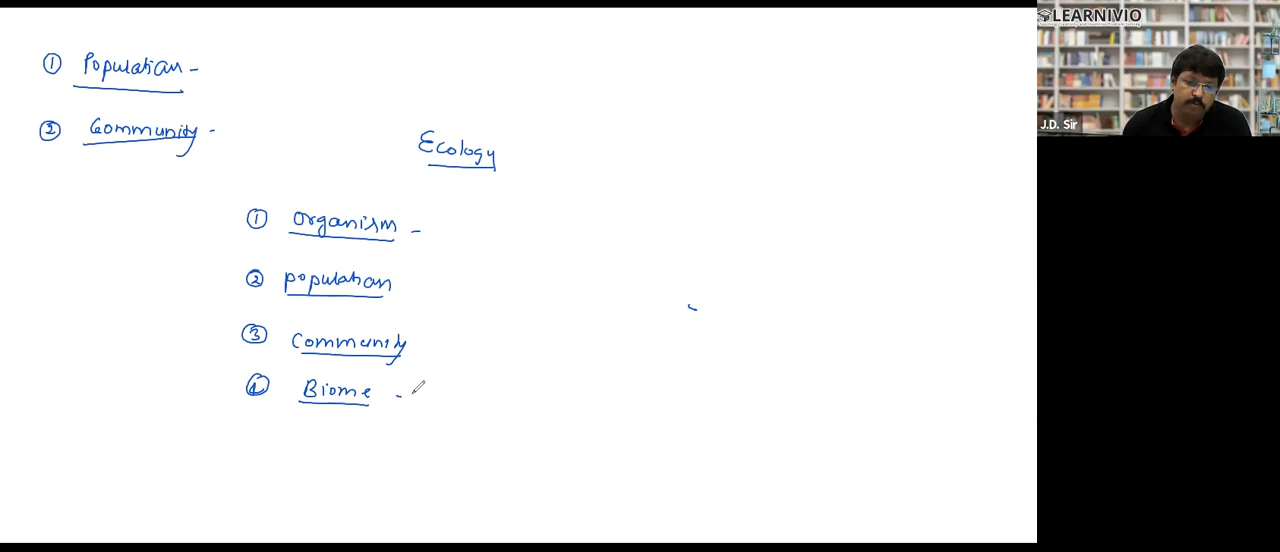 ① Population -
② Community -
Ecology
① Organism -
② population
③ Community
④ Biome -
LEARNIVIO
J.D. Sir